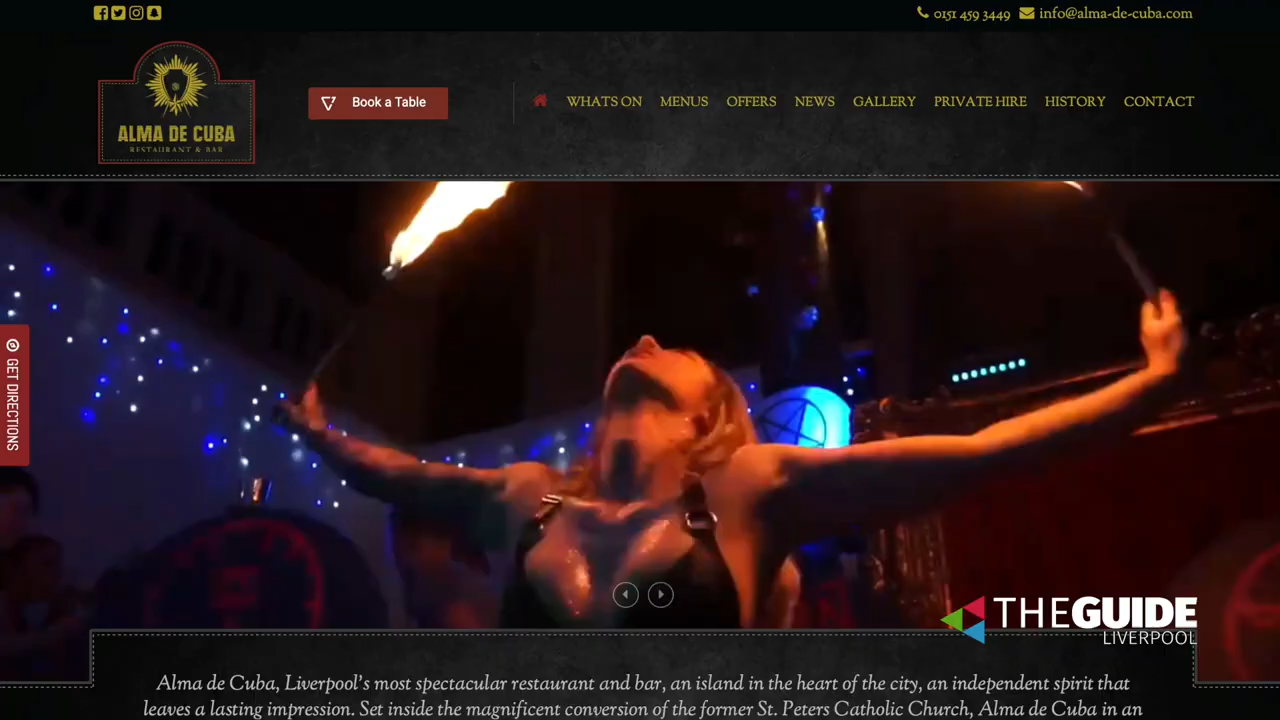 0151 459 3449 info@alma-de-cuba.com
ALMA DE CUBA
RESTAURANT & BAR
Book a Table
WHATS ON MENUS OFFERS NEWS GALLERY PRIVATE HIRE HISTORY CONTACT
GET DIRECTIONS
THEGUIDE
LIVERPOOL
Alma de Cuba, Liverpool's most spectacular restaurant and bar, an island in the heart of the city, an independent spirit that
leaves a lasting impression. Set inside the magnificent conversion of the former St. Peters Catholic Church, Alma de Cuba in an